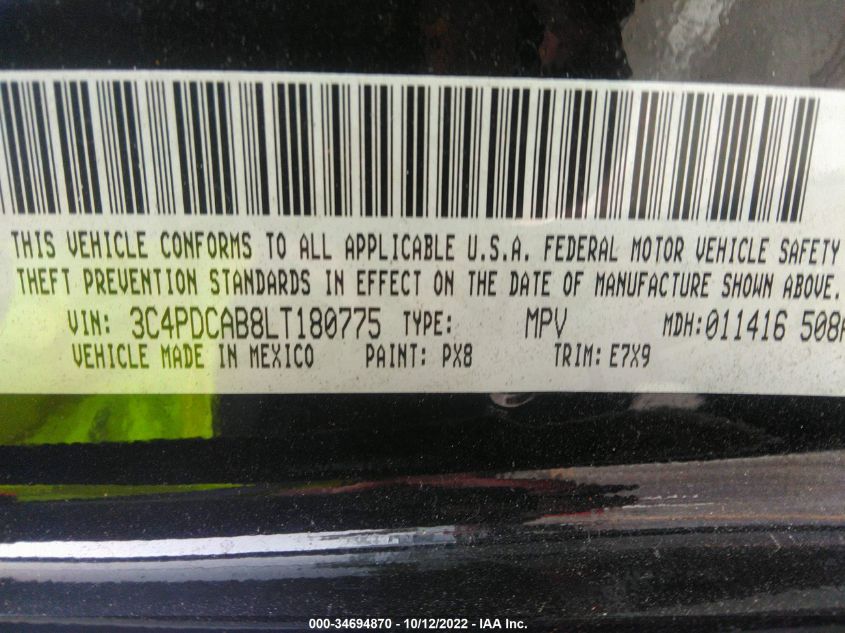 THIS VEHICLE CONFORMS TO ALL APPLICABLE U.S.A. FEDERAL MOTOR VEHICLE SAFETY
THEFT PREVENTION STANDARDS IN EFFECT ON THE DATE OF MANUFACTURE SHOWN ABOVE.
VIN: 3C4PDCAB8LT180775 TYPE: MPV MDH:011416 508
VEHICLE MADE IN MEXICO PAINT: PX8 TRIM: E7X9
000-34694870 - 10/12/2022 - IAA Inc.